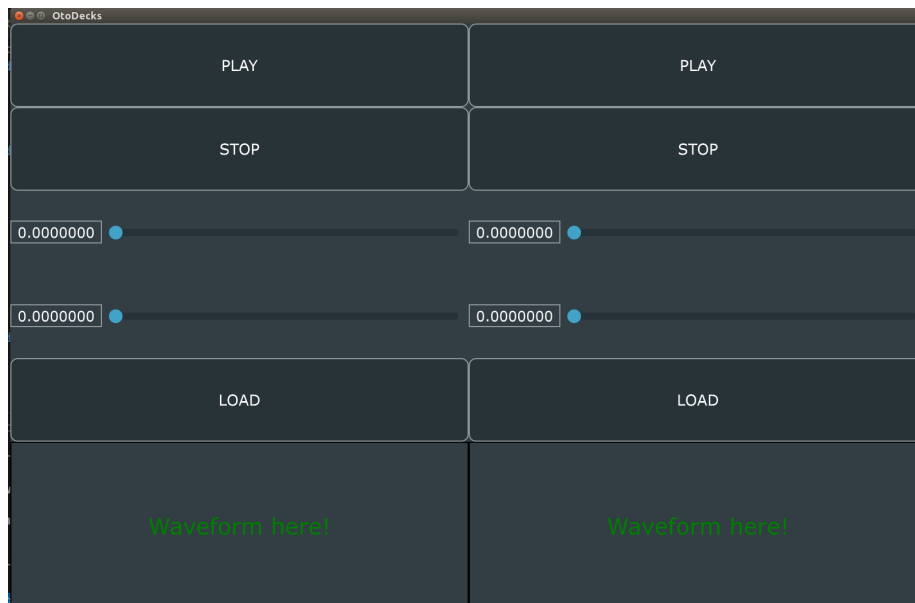 OtoDecks
PLAY
PLAY
STOP
STOP
0.0000000
0.0000000
0.0000000
0.0000000
LOAD
LOAD
Waveform here!
Waveform here!